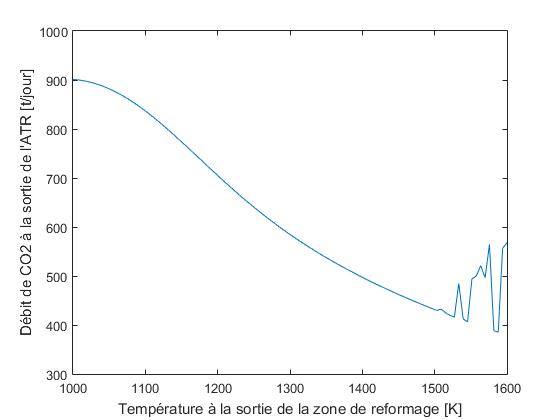 1000
900
800
700
600
500
400
300
Débit de CO2 à la sortie de l'ATR [t/jour]
1000 1100 1200 1300 1400 1500 1600
Température à la sortie de la zone de reformage [K]